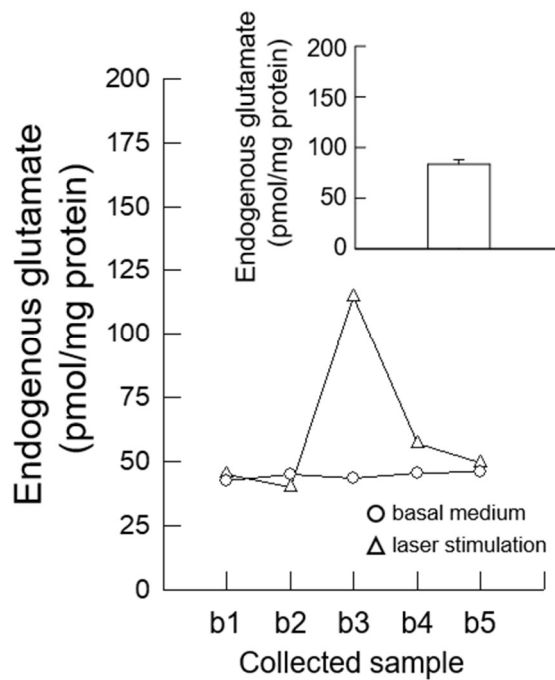 Endogenous glutamate
(pmol/mg protein)
200
175
150
125
100
75
50
25
0
Endogenous glutamate
(pmol/mg protein)
200
150
100
50
0
basal medium
laser stimulation
b1 b2 b3 b4 b5
Collected sample